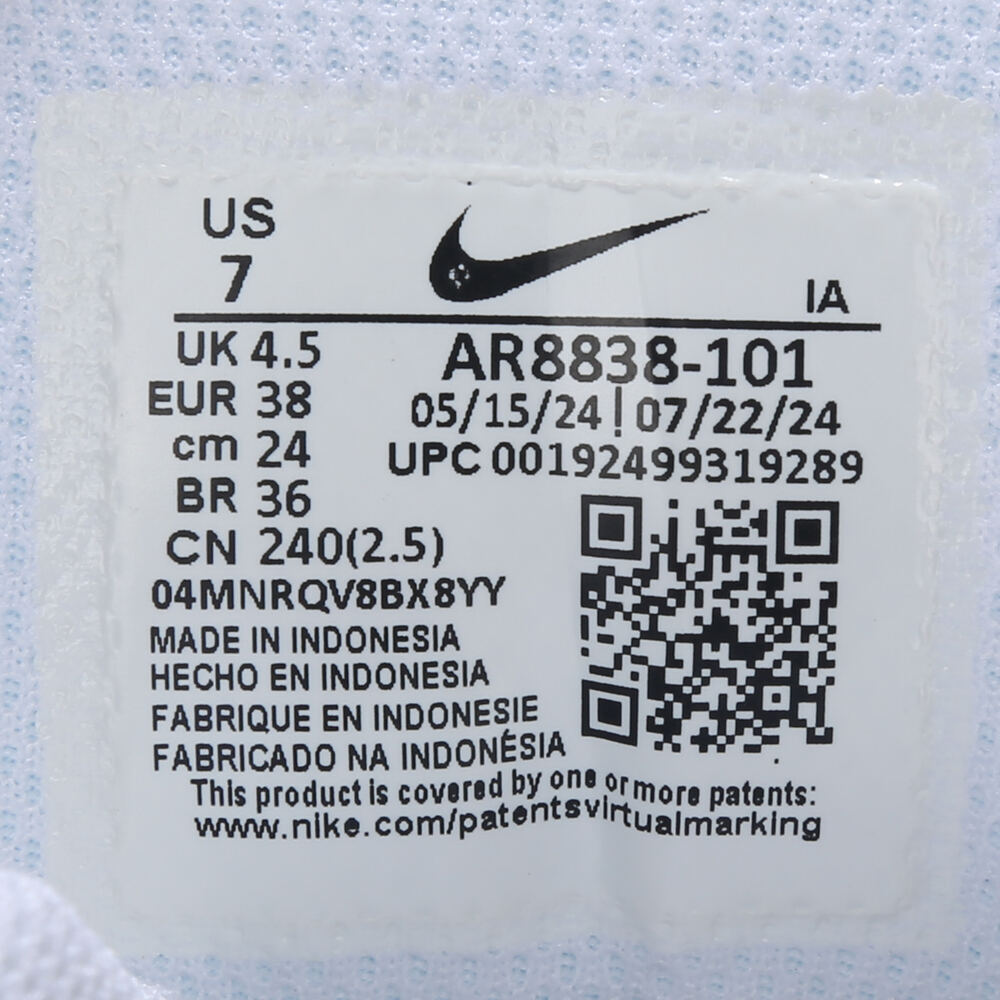 US
7
IA
UK 4.5
EUR 38
cm 24
BR 36
CN 240(2.5)
AR8838-101
05/15/24 | 07/22/24
UPC 00192499319289
04MNRQV8BX8YY
MADE IN INDONESIA
HECHO EN INDONESIA
FABRIQUE EN INDONESIE
FABRICADO NA INDONÉSIA
This product is covered by one or more patents:
www.nike.com/patentsvirtualmarking